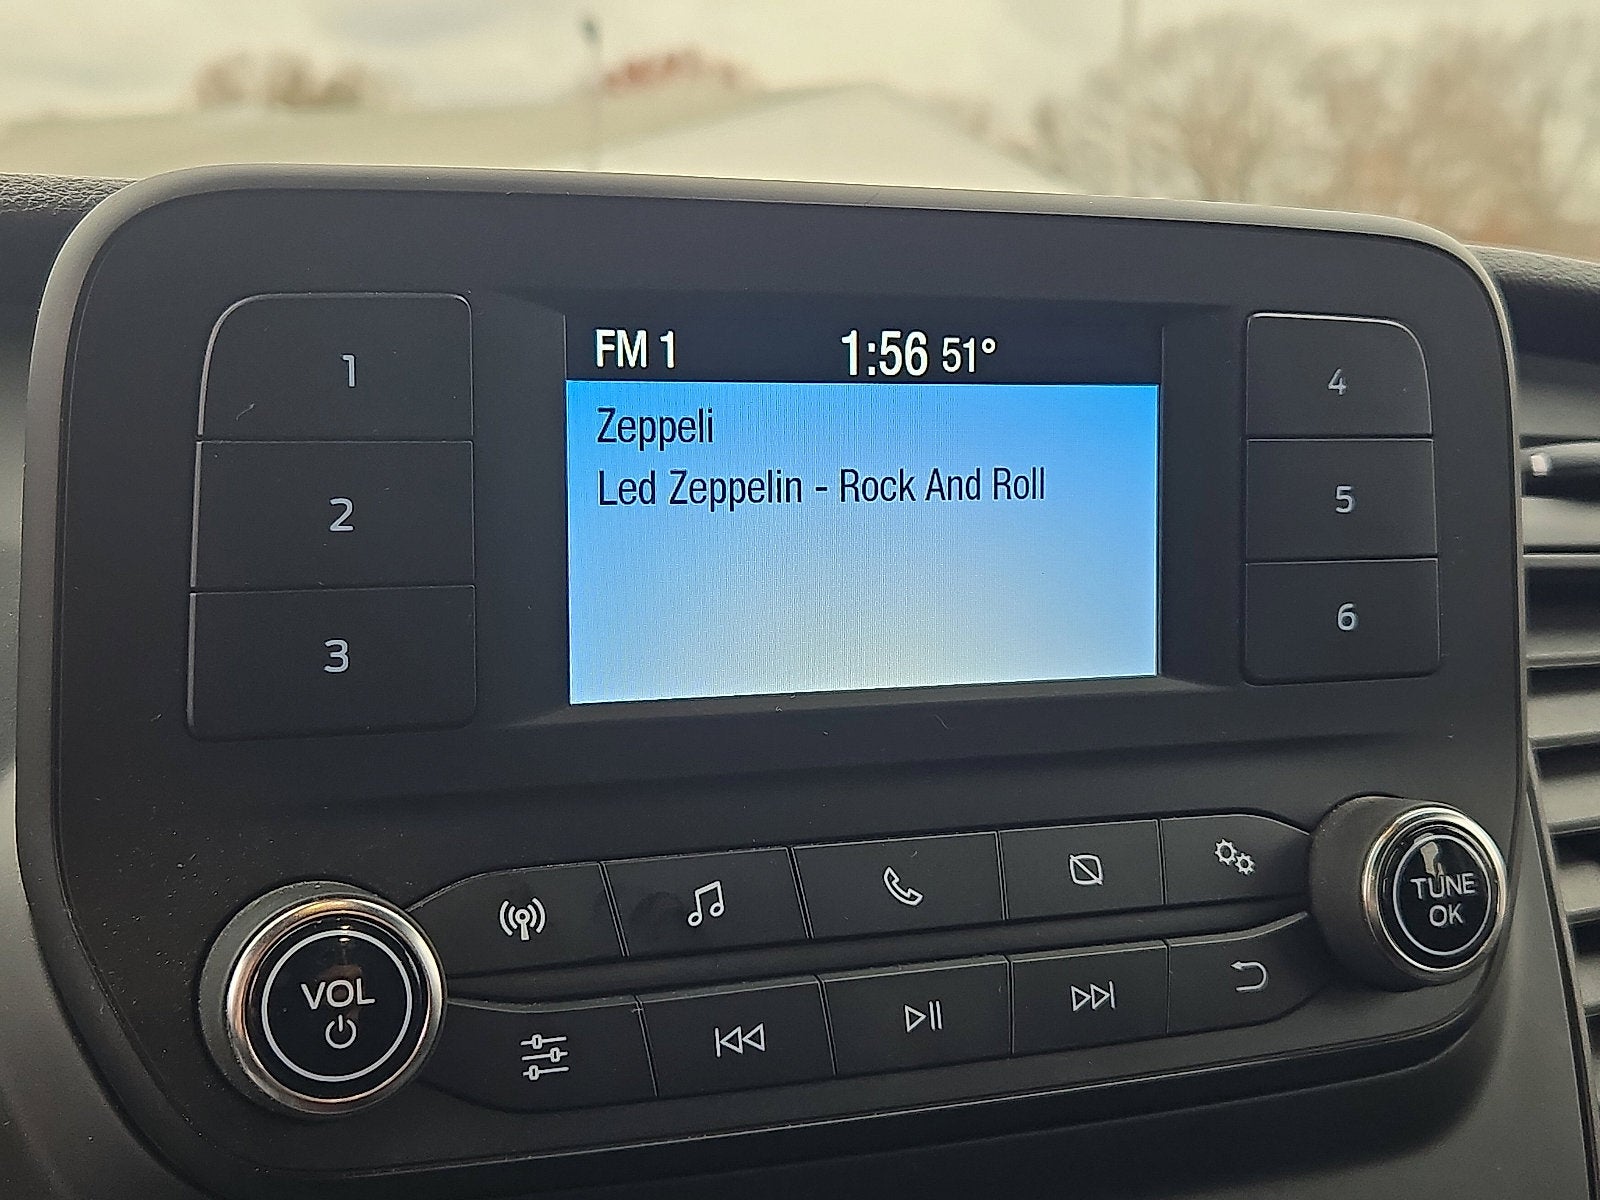 FM 1 1:56 51°
Zeppeli
Led Zeppelin - Rock And Roll
1
2
3
4
5
6
VOL
TUNE
OK